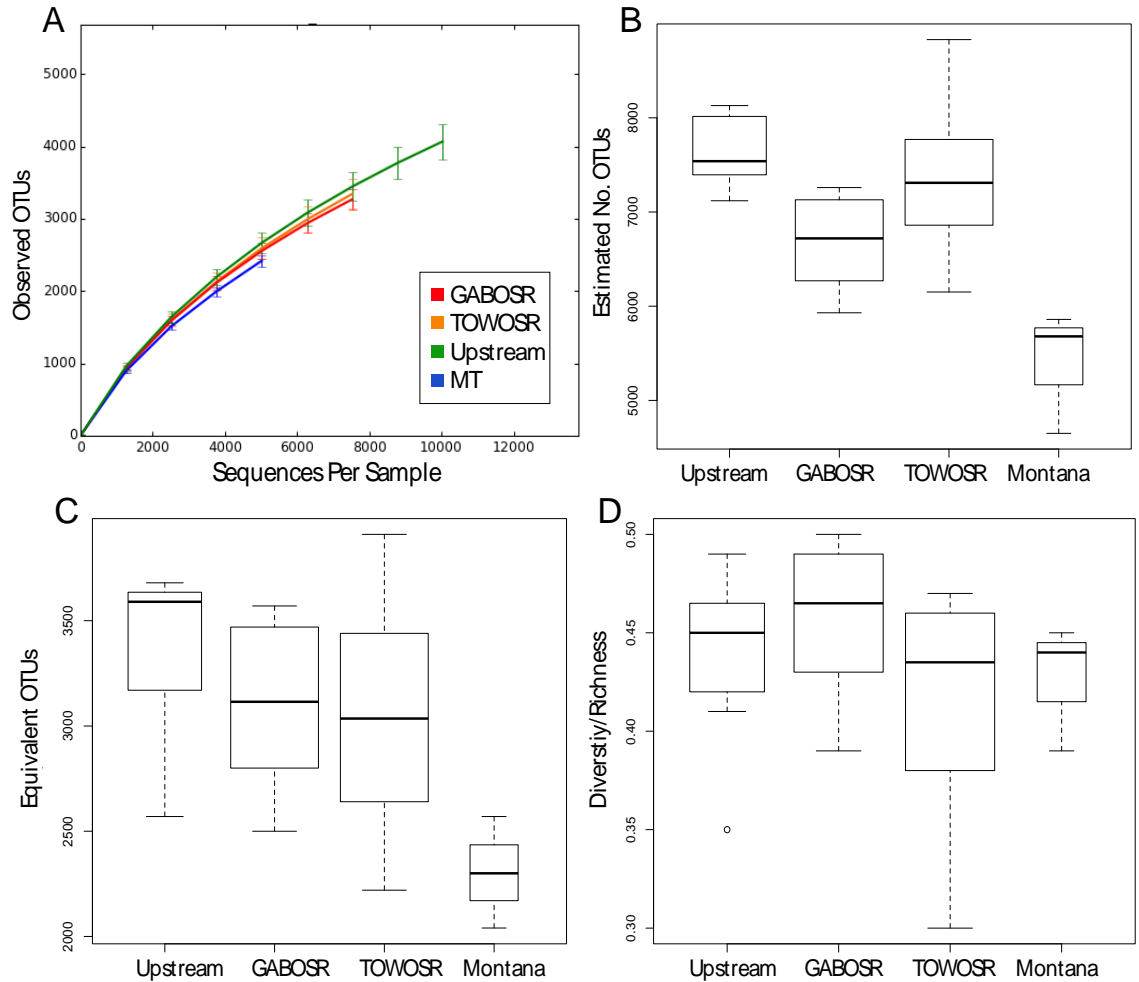 A
Observed OTUs
5000
4000
3000
2000
1000
0
0 2000 4000 6000 8000 10000 12000
Sequences Per Sample
GABOSR
TOWOSR
Upstream
MT
B
Estimated No. OTUs
8000
7000
6000
5000
Upstream GABOSR TOWOSR Montana
C
Equivalent OTUs
3500
3000
2500
2000
Upstream GABOSR TOWOSR Montana
D
Diverstiy/Richness
0.50
0.45
0.40
0.35
0.30
Upstream GABOSR TOWOSR Montana